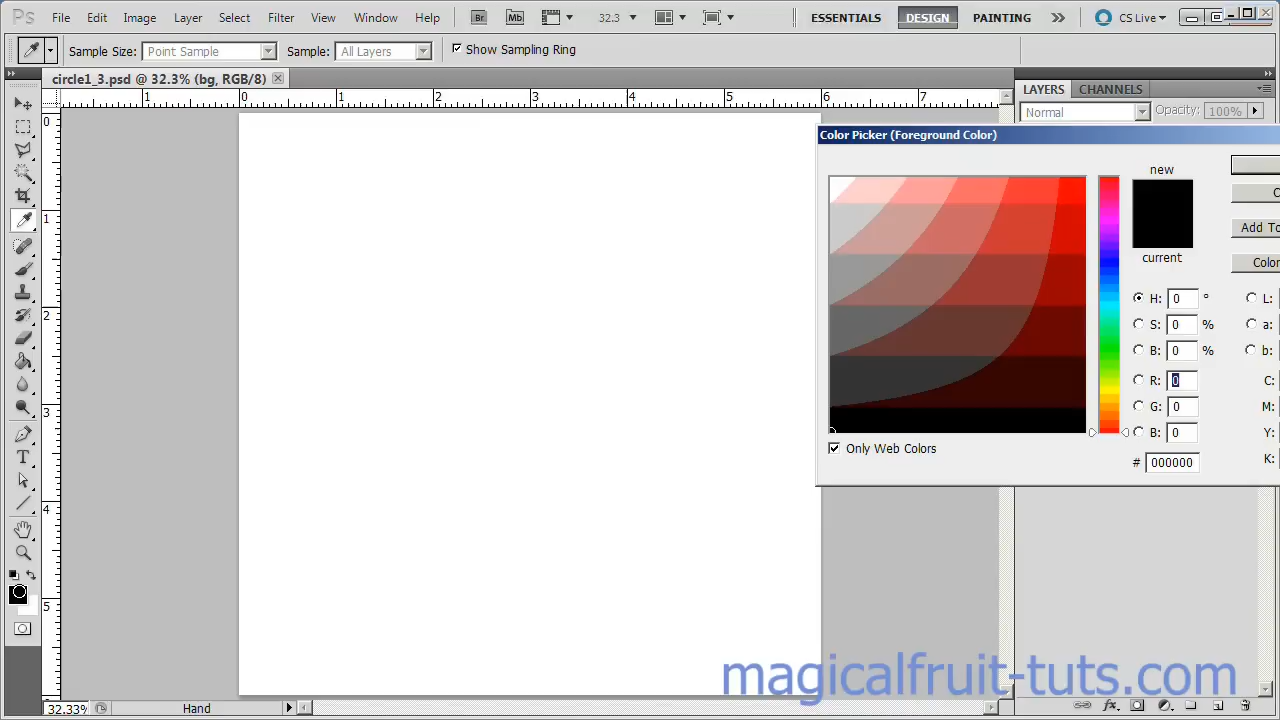 Ps File Edit Image Layer Select Filter View Window Help Br Mb 32.3 ESSENTIALS DESIGN PAINTING CS Live
Sample Size: Point Sample Sample: All Layers Show Sampling Ring
circle1_3.psd @ 32.3% (bg, RGB/8)
LAYERS CHANNELS
1 0 1 2 3 4 5 6 7
Normal Opacity: 100%
0
1
2
3
4
5
Color Picker (Foreground Color)
new
C
Add To
current
Color
H: 0 ° L:
S: 0 % a:
B: 0 % b:
R: 0 C:
G: 0 M:
B: 0 Y:
Only Web Colors
# 000000 K:
T
magicalfruit-tuts.com
32.33% Hand
fx